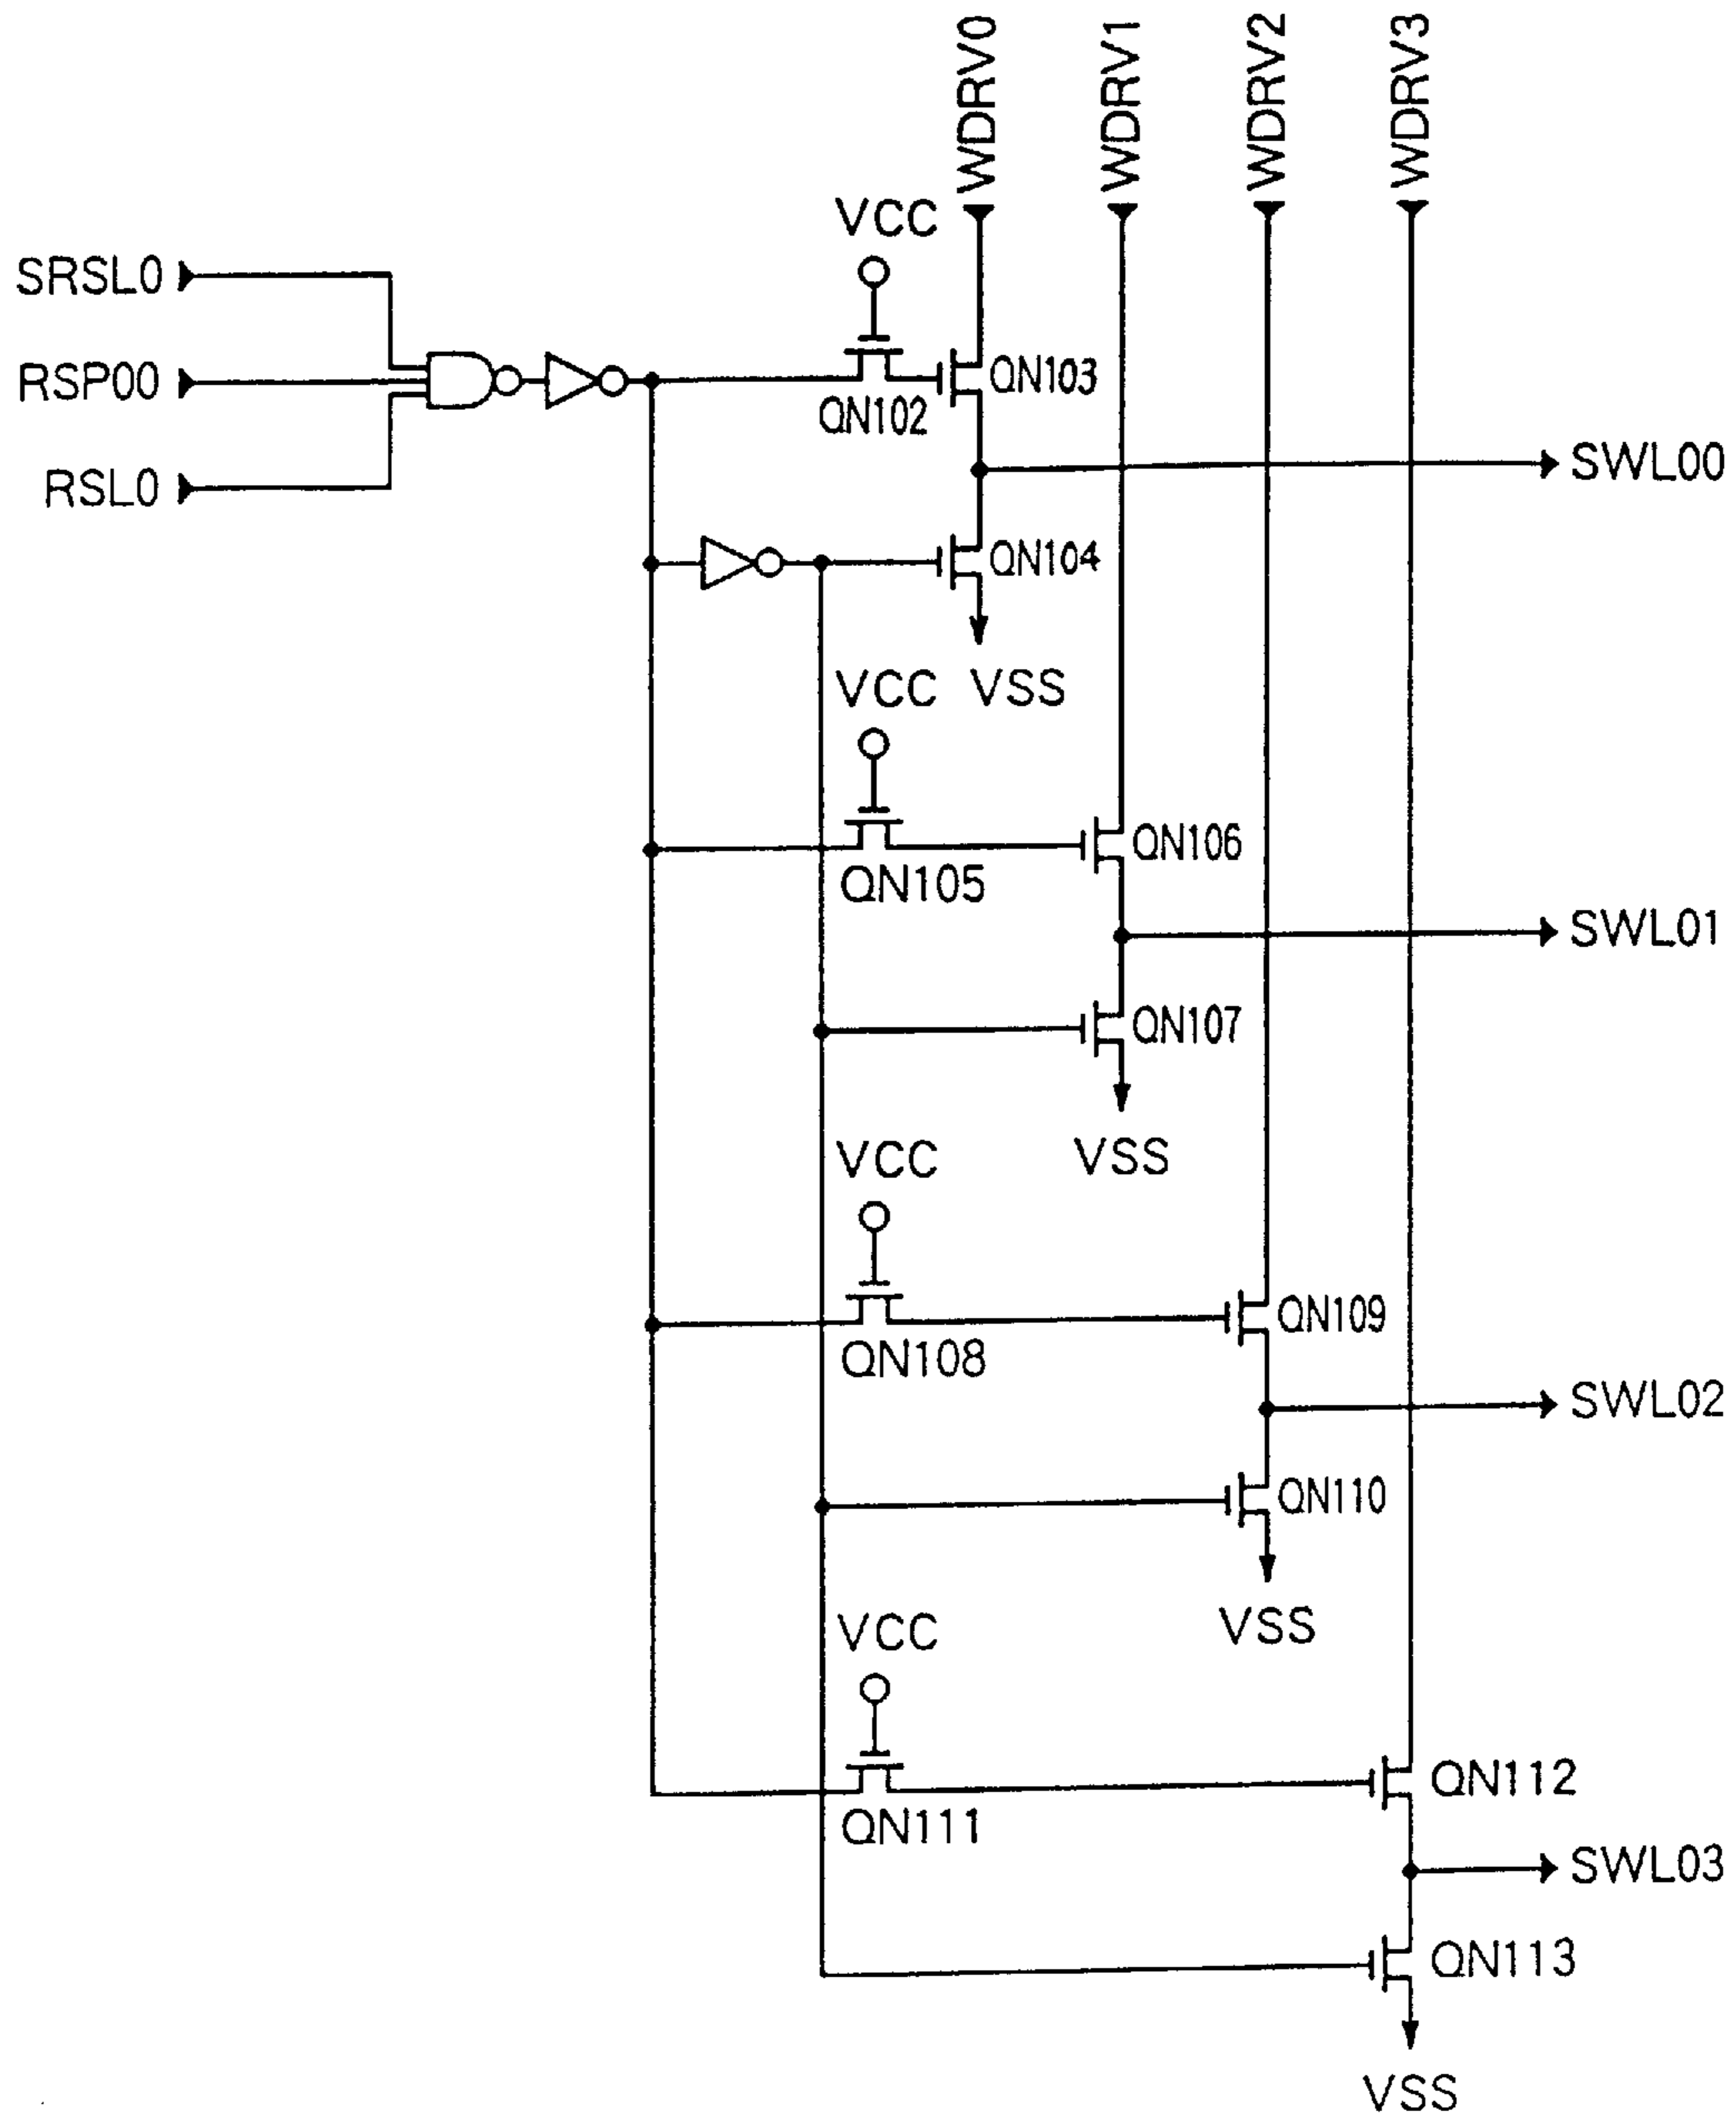 WDRV0
WDRV1
WDRV2
WDRV3
VCC
SRSL0
RSP00
RSL0
QN103
QN102
SWL00
QN104
VCC
VSS
QN106
QN105
SWL01
QN107
VCC
VSS
QN109
QN108
SWL02
QN110
VCC
VSS
QN112
QN111
SWL03
QN113
VSS